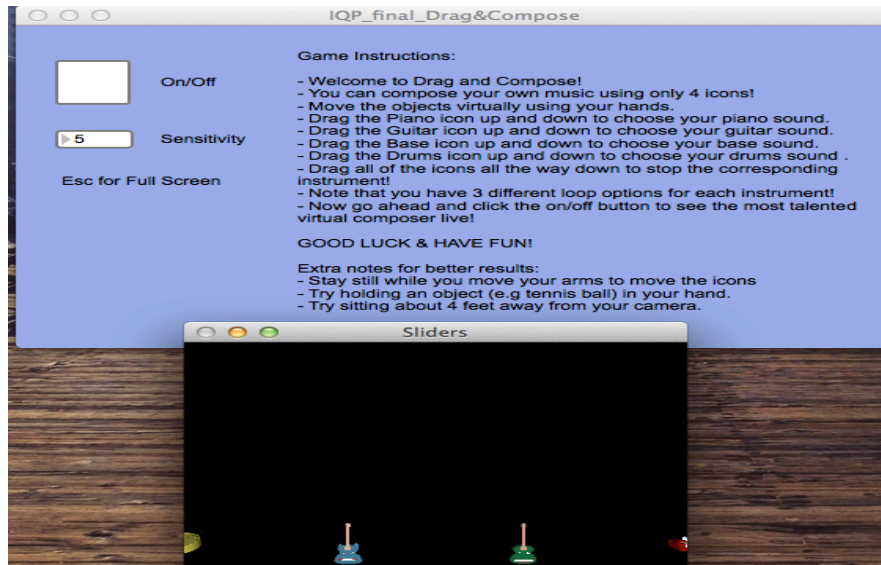 IQP_final_Drag&Compose
On/Off
5
Sensitivity
Esc for Full Screen
Game Instructions:
- Welcome to Drag and Compose!
- You can compose your own music using only 4 icons!
- Move the objects virtually using your hands.
- Drag the Piano icon up and down to choose your piano sound.
- Drag the Guitar icon up and down to choose your guitar sound.
- Drag the Base icon up and down to choose your base sound.
- Drag the Drums icon up and down to choose your drums sound .
- Drag all of the icons all the way down to stop the corresponding
instrument!
- Note that you have 3 different loop options for each instrument!
- Now go ahead and click the on/off button to see the most talented
virtual composer live!
GOOD LUCK & HAVE FUN!
Extra notes for better results:
- Stay still while you move your arms to move the icons
- Try holding an object (e.g tennis ball) in your hand.
- Try sitting about 4 feet away from your camera.
Sliders